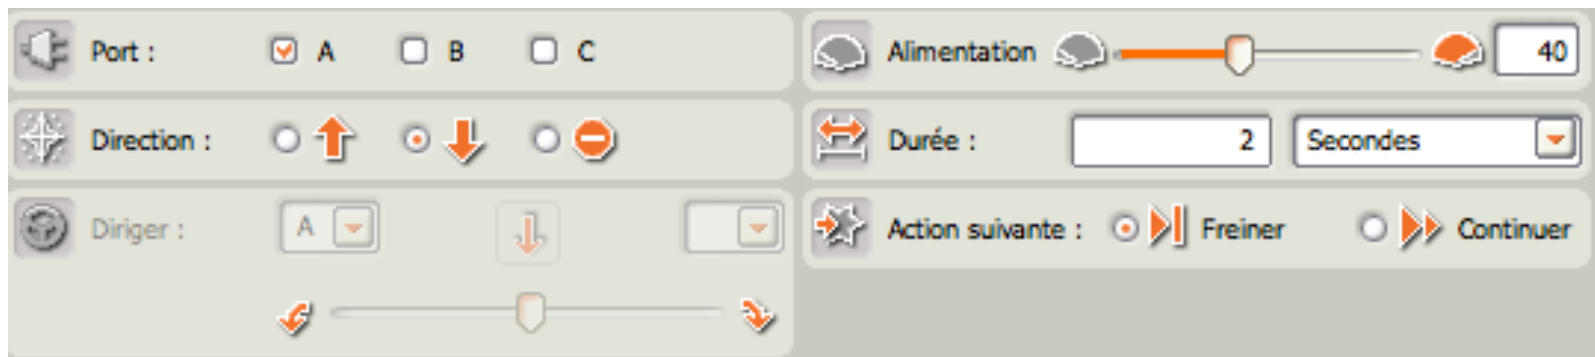 Port : A B C
Alimentation 40
Direction :
Durée : 2 Secondes
Diriger : A
Action suivante : Freiner Continuer